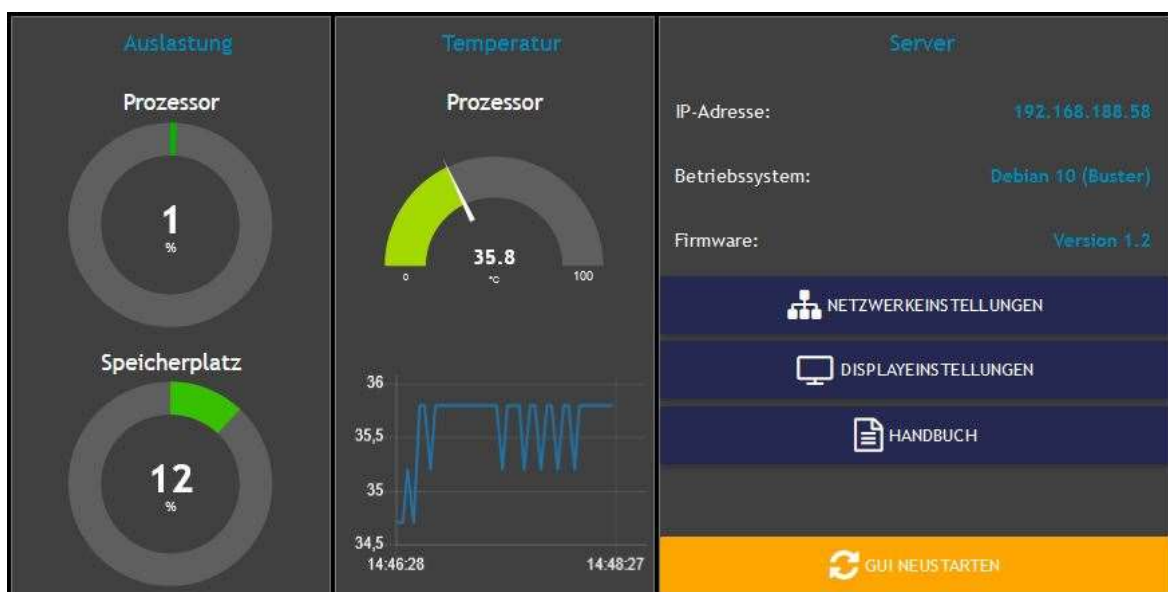 Auslastung
Prozessor
1
%
Speicherplatz
12
%
Temperatur
Prozessor
35.8
°C
0
100
36
35,5
35
34,5
14:46:28
14:48:27
Server
IP-Adresse: 192.168.188.58
Betriebssystem: Debian 10 (Buster)
Firmware: Version 1.2
NETZWERKEINSTELLUNGEN
DISPLAYEINSTELLUNGEN
HANDBUCH
GUI NEUSTARTEN